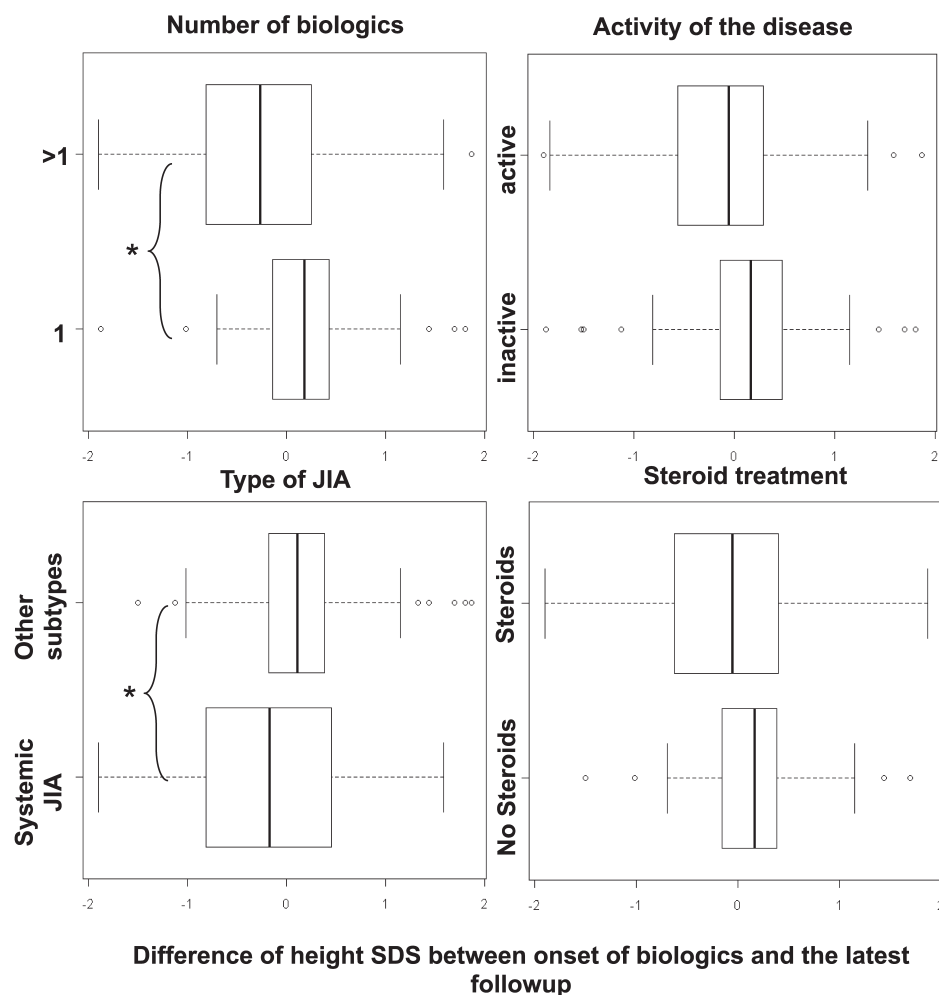 Number of biologics
>1
*
1
-2 -1 0 1 2
Activity of the disease
active
inactive
-2 -1 0 1 2
Type of JIA
Other
subtypes
*
Systemic
JIA
-2 -1 0 1 2
Steroid treatment
Steroids
No Steroids
-2 -1 0 1
Difference of height SDS between onset of biologics and the latest
followup